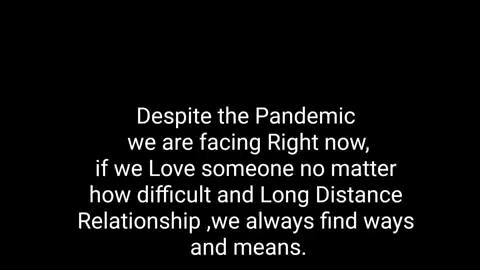 Despite the Pandemic
we are facing Right now,
if we Love someone no matter
how difficult and Long Distance
Relationship ,we always find ways
and means.